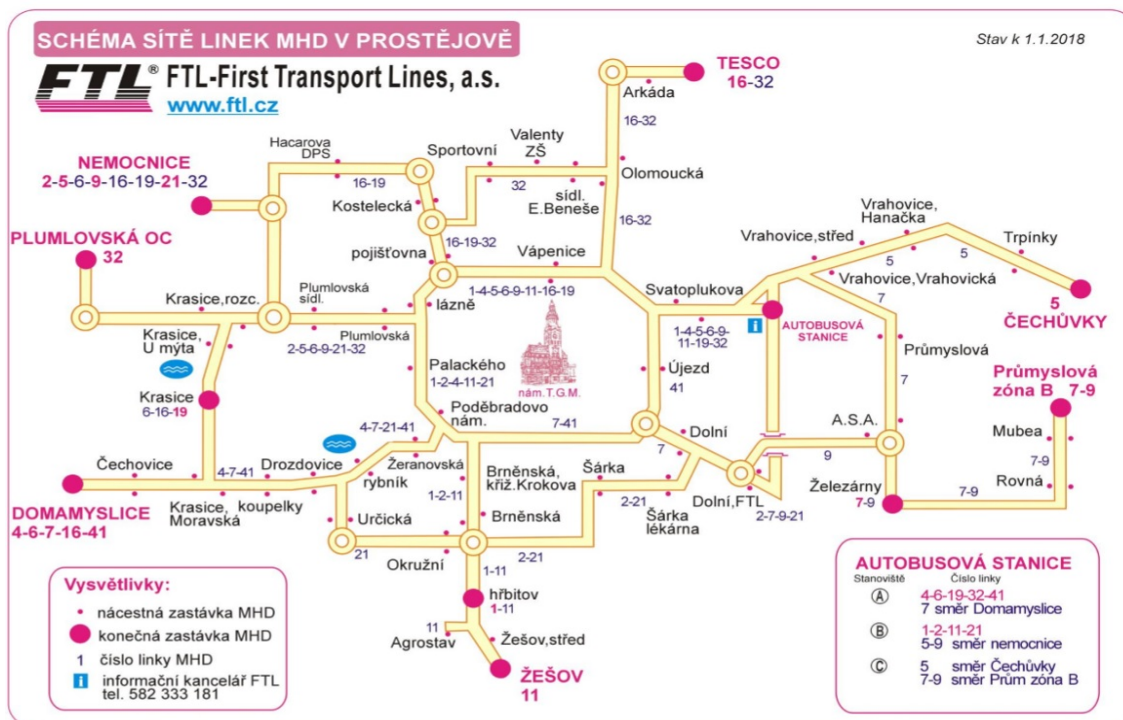 SCHÉMA SÍTĚ LINEK MHD V PROSTĚJOVĚ
Stav k 1.1.2018
FTL® FTL-First Transport Lines, a.s.
www.ftl.cz
TESCO
16-32
Arkáda
16-32
Hacarova
DPS
Sportovní
Valenty
ZŠ
NEMOCNICE
2-5-6-9-16-19-21-32
16-19
32
Olomoucká
sídl.
E.Beneše
Kostelecká
Vrahovice,
Hanačka
16-32
PLUMLOVSKÁ OC
32
pojišťovna
16-19-32
Vápenice
Vrahovice,střed
5
5
Trpínky
1-4-5-6-9-11-16-19
Vrahovice,Vrahovická
Krasice,rozc.
Plumlovská
sídl.
lázně
Svatoplukova
7
5
ČECHŮVKY
Krasice,
U mýta
Plumlovská
2-5-6-9-21-32
1-4-5-6-9-
11-19-32
i
AUTOBUSOVÁ
STANICE
Průmyslová
Palackého
1-2-4-11-21
nám.T.G.M.
Újezd
41
7
Průmyslová
zóna B 7-9
Krasice
6-16-19
Poděbradovo
nám.
4-7-21-41
7-41
Dolní
7
A.S.A.
9
Mubea
7-9
Čechovice
4-7-41
Drozdovice
rybník
Žeranovská
Brněnská,
křiž.Krokova
Šárka
Železárny
7-9
7-9
Rovná
DOMAMYSLICE
4-6-7-16-41
Krasice,
Moravská
koupelky
1-2-11
2-21
Dolní,FTL
2-7-9-21
Určická
Brněnská
Šárka
lékárna
21
Okružní
2-21
1-11
hřbitov
1-11
11
Agrostav
Žešov,střed
ŽEŠOV
11
Vysvětlivky:
nácestná zastávka MHD
konečná zastávka MHD
1 číslo linky MHD
i informační kancelář FTL
tel. 582 333 181
AUTOBUSOVÁ STANICE
Stanoviště Číslo linky
A 4-6-19-32-41
7 směr Domamyslice
B 1-2-11-21
5-9 směr nemocnice
C 5 směr Čechůvky
7-9 směr Prům zóna B